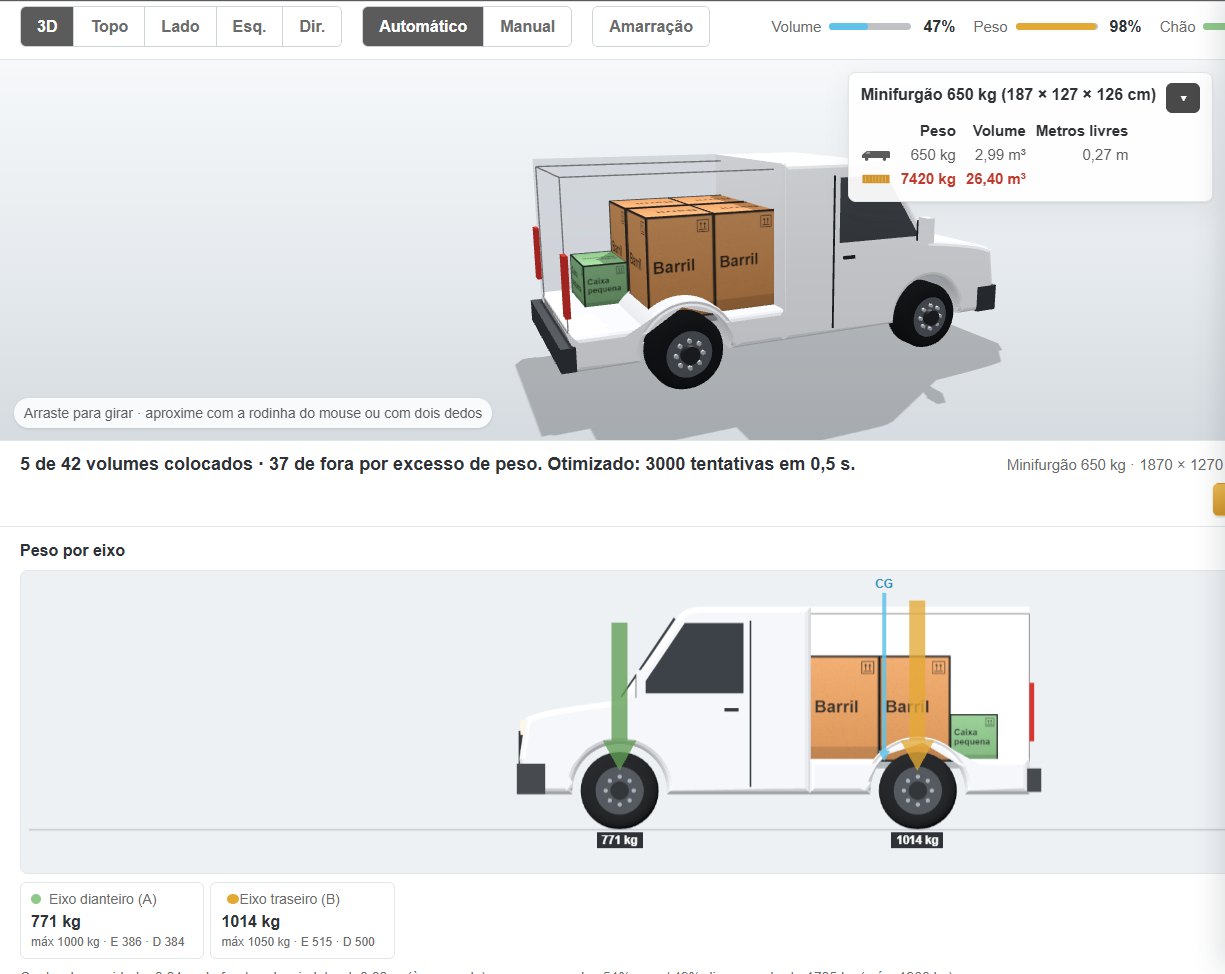 3D Topo Lado Esq. Dir. Automático Manual Amarração Volume 47% Peso 98% Chão
Minifurgão 650 kg (187 × 127 × 126 cm) ▼
Peso Volume Metros livres
650 kg 2,99 m³ 0,27 m
7420 kg 26,40 m³
Barril
Barril
Barril
Barril
Caixa
pequena
Arraste para girar · aproxime com a rodinha do mouse ou com dois dedos
5 de 42 volumes colocados · 37 de fora por excesso de peso. Otimizado: 3000 tentativas em 0,5 s.
Minifurgão 650 kg · 1870 × 1270
Peso por eixo
CG
Barril
Barril
Caixa
pequena
771 kg
1014 kg
Eixo dianteiro (A)
771 kg
máx 1000 kg · E 386 · D 384
Eixo traseiro (B)
1014 kg
máx 1050 kg · E 515 · D 500